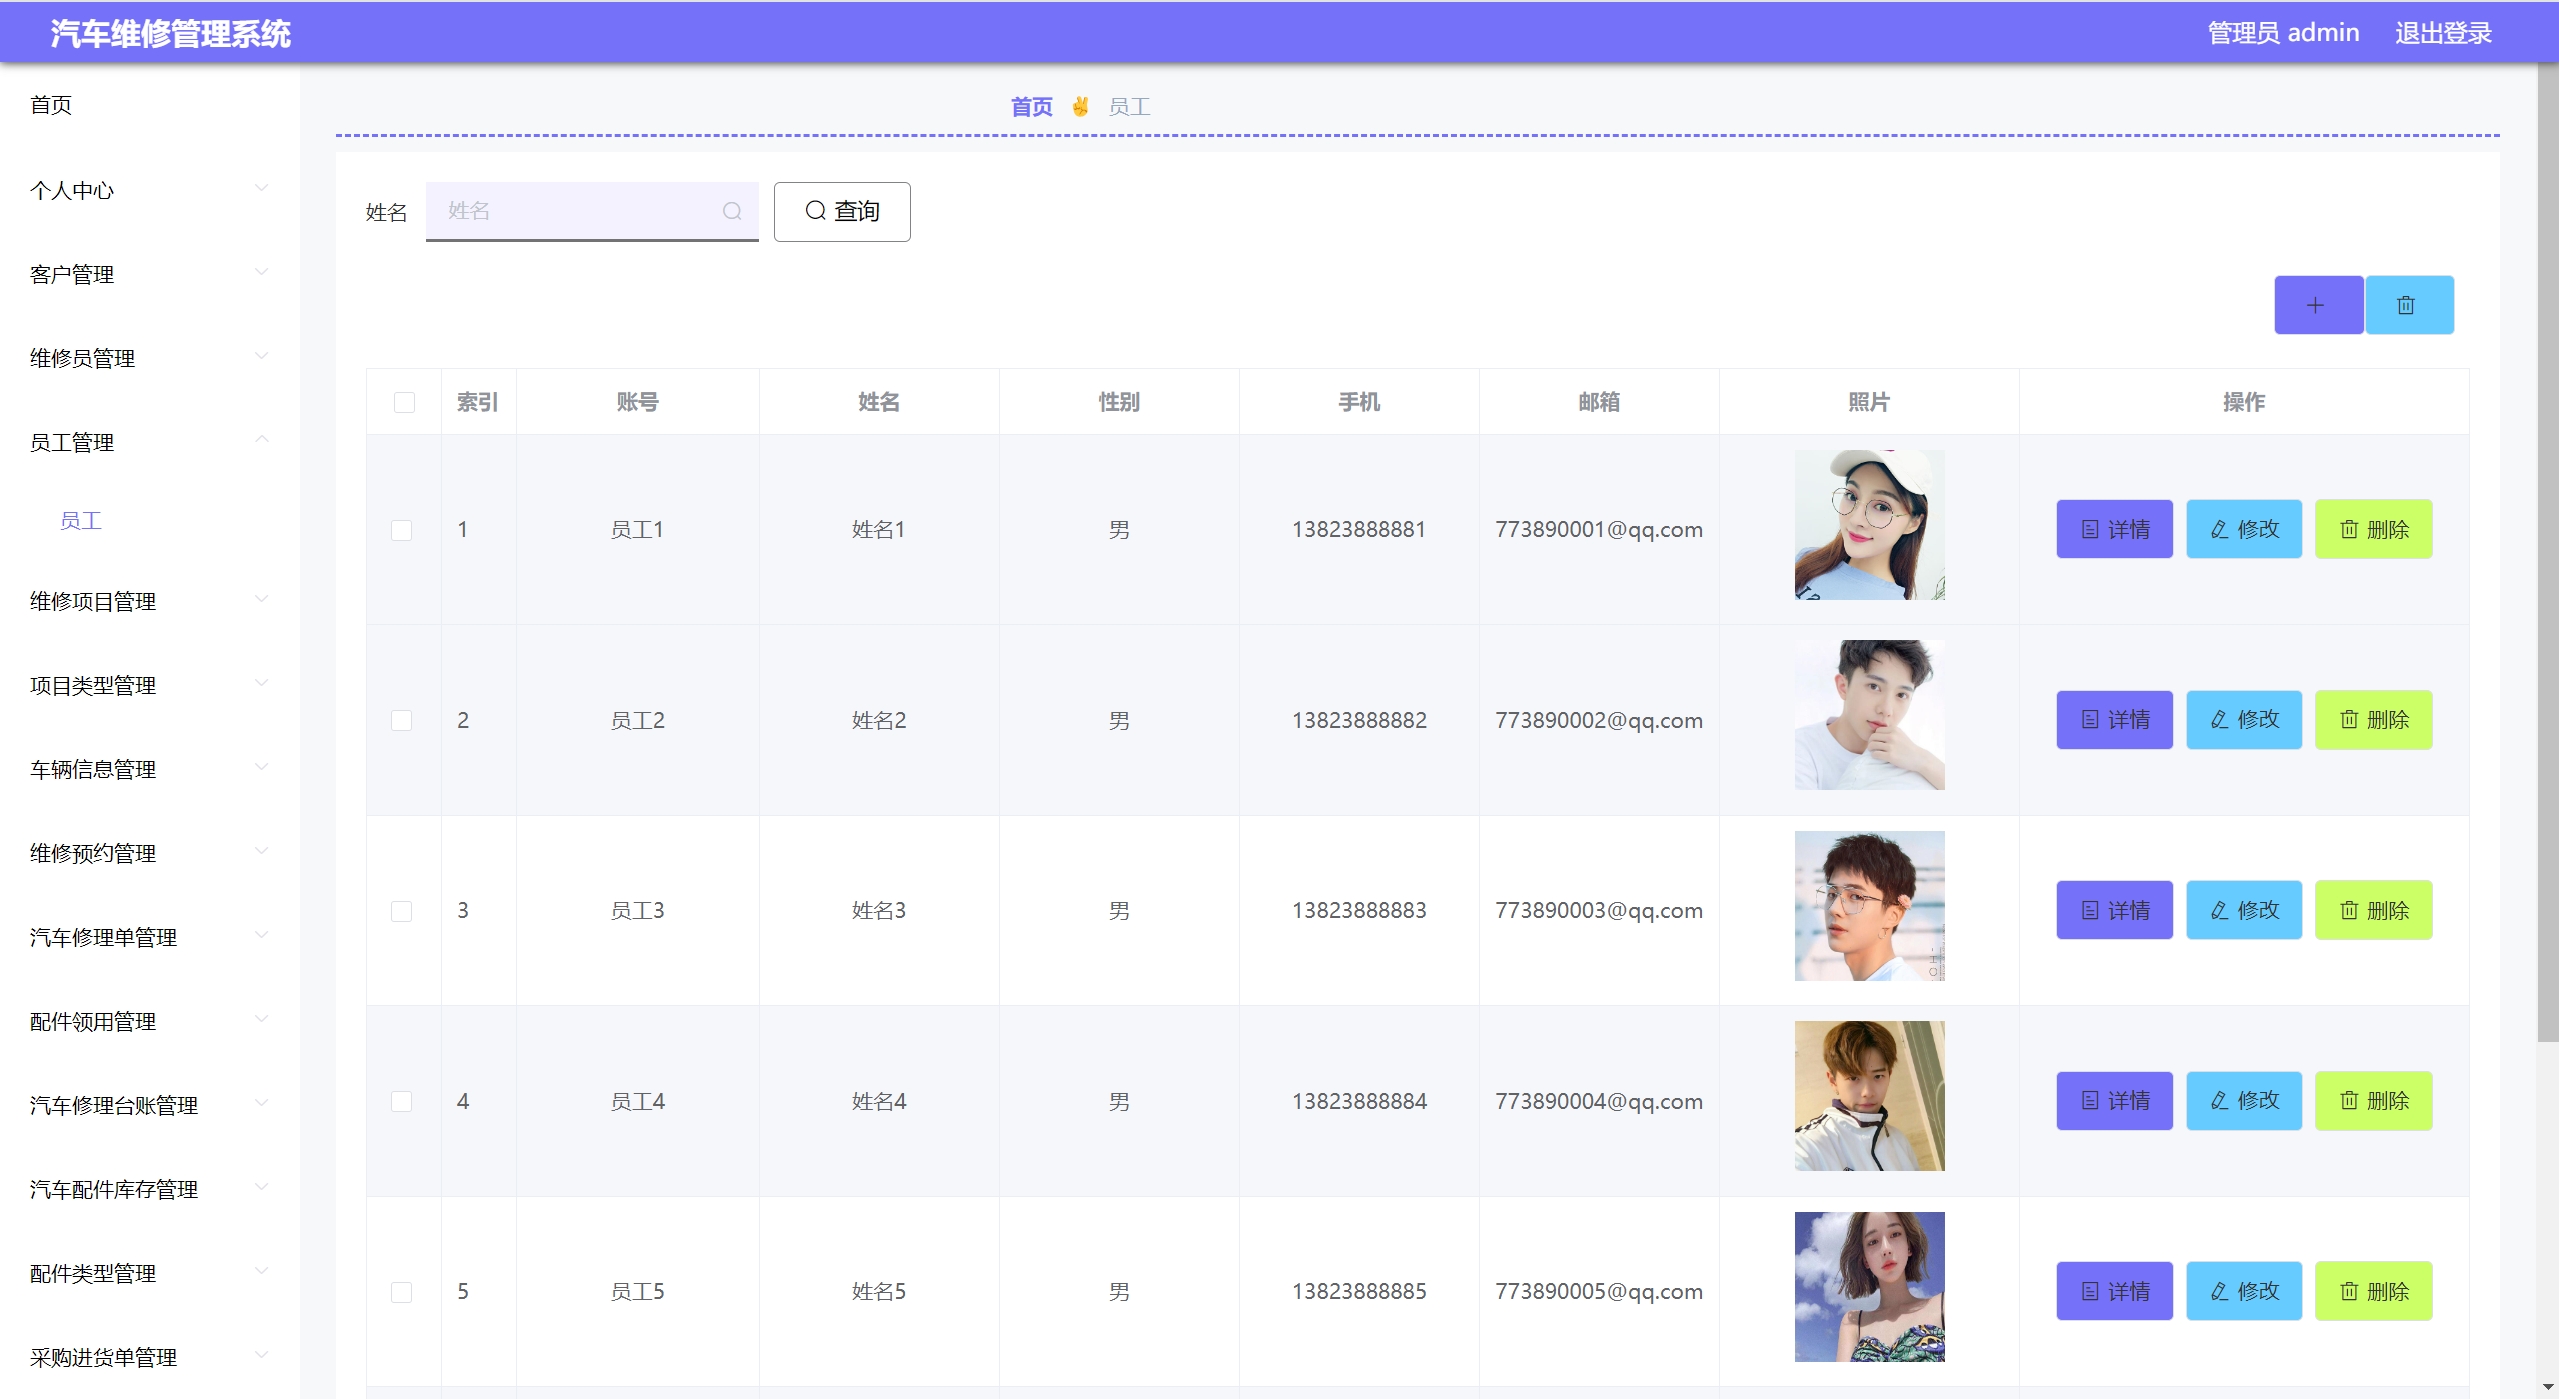 汽车维修管理系统 管理员 admin 退出登录
首页
个人中心
客户管理
维修员管理
员工管理
员工
维修项目管理
项目类型管理
车辆信息管理
维修预约管理
汽车修理单管理
配件领用管理
汽车修理台账管理
汽车配件库存管理
配件类型管理
采购进货单管理
首页 ✌ 员工
姓名 姓名 查询
索引 账号 姓名 性别 手机 邮箱 照片 操作
1 员工1 姓名1 男 13823888881 773890001@qq.com 详情 修改 删除
2 员工2 姓名2 男 13823888882 773890002@qq.com 详情 修改 删除
3 员工3 姓名3 男 13823888883 773890003@qq.com 详情 修改 删除
4 员工4 姓名4 男 13823888884 773890004@qq.com 详情 修改 删除
5 员工5 姓名5 男 13823888885 773890005@qq.com 详情 修改 删除